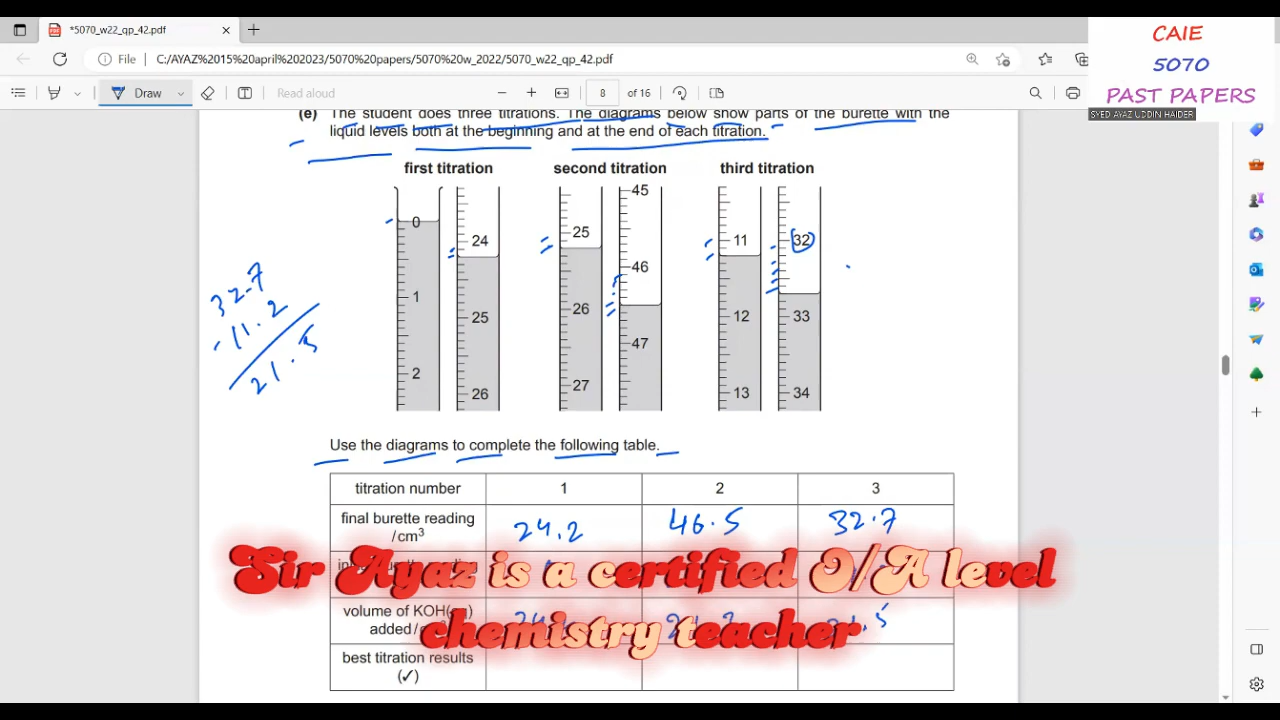 *5070_w22_qp_42.pdf
File
C:/AYAZ%2015%20april%202023/5070%20papers/5070%20w_2022/5070_w22_qp_42.pdf
CAIE
5070
PAST PAPERS
SYED AYAZ UDDIN HAIDER
Draw
Read aloud
8 of 16
(e) The student does three titrations. The diagrams below show parts of the burette with the
liquid levels both at the beginning and at the end of each titration.
first titration second titration third titration
0
1
2
24
25
26
25
26
27
45
46
47
11
12
13
32
33
34
32.7
-11.2
21.5
Use the diagrams to complete the following table.
titration number 1 2 3
final burette reading
/cm³ 24.2 46.5 32.7
volume of KOH(aq)
added/
best titration results
(✓)
Sir Ayaz is a certified O/A level
chemistry teacher